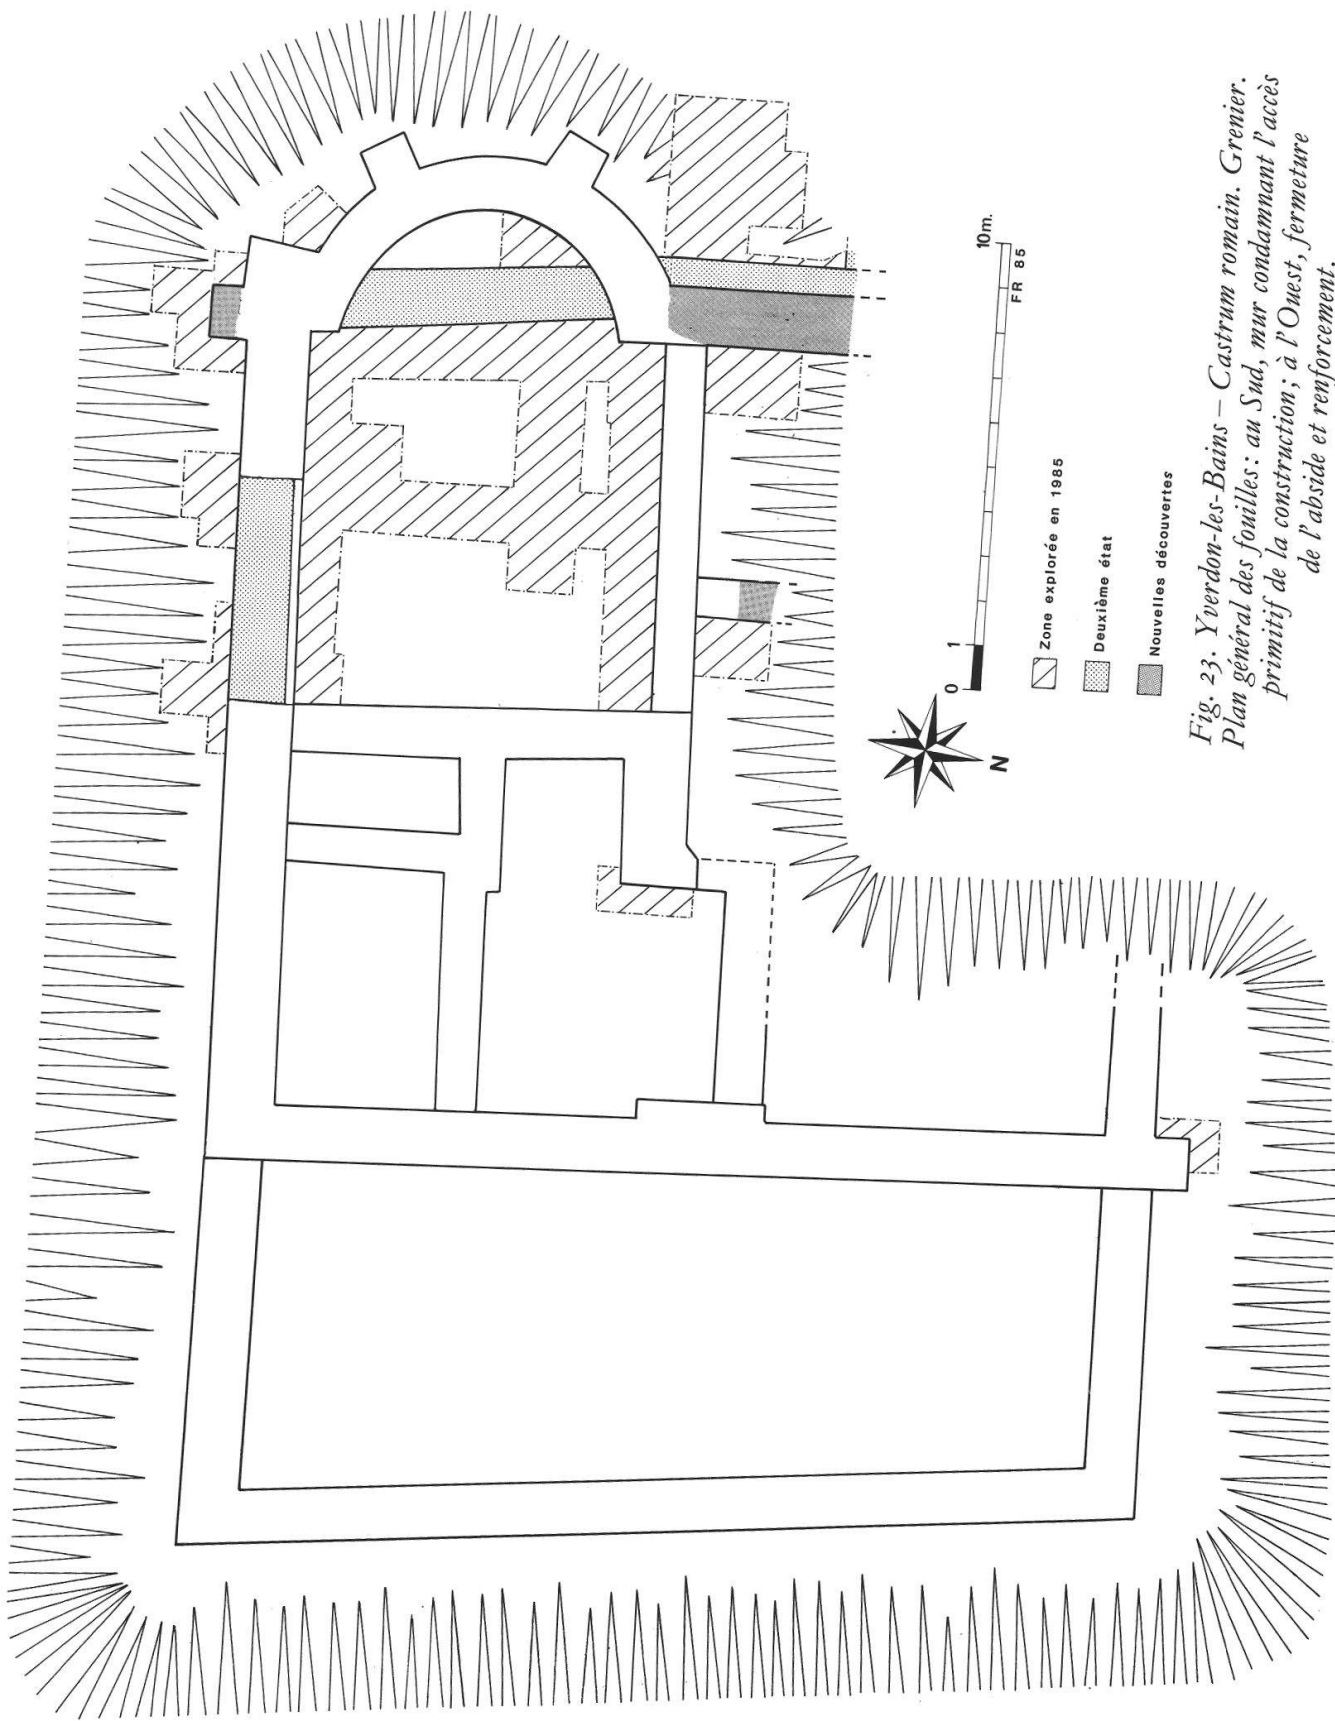 N
0 1 10m.
FR 85
Zone explorée en 1985
Deuxième état
Nouvelles découvertes
Fig. 23. Yverdon-les-Bains – Castrum romain. Grenier.
Plan général des fouilles: au Sud, mur condamnant l'accès
primitif de la construction; à l'Ouest, fermeture
de l'abside et renforcement.